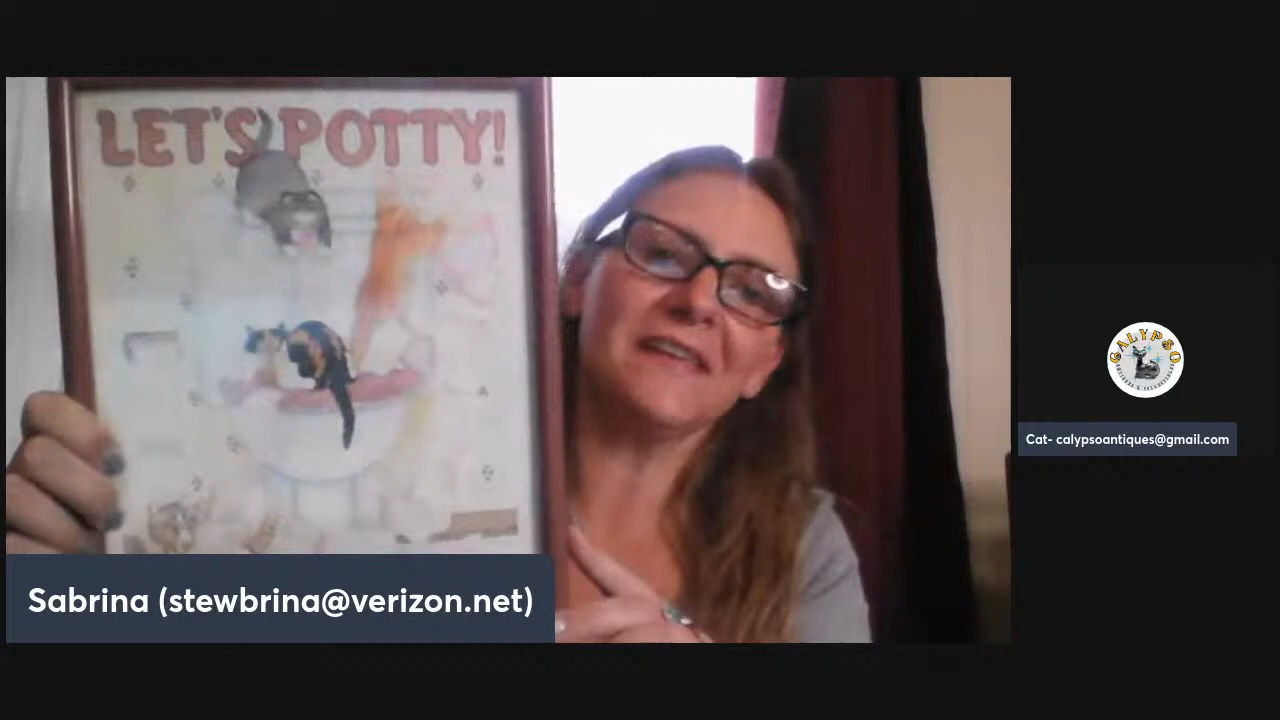 LET'S POTTY!
Sabrina (stewbrina@verizon.net)
CALYPSO
Cat- calypsoantiques@gmail.com